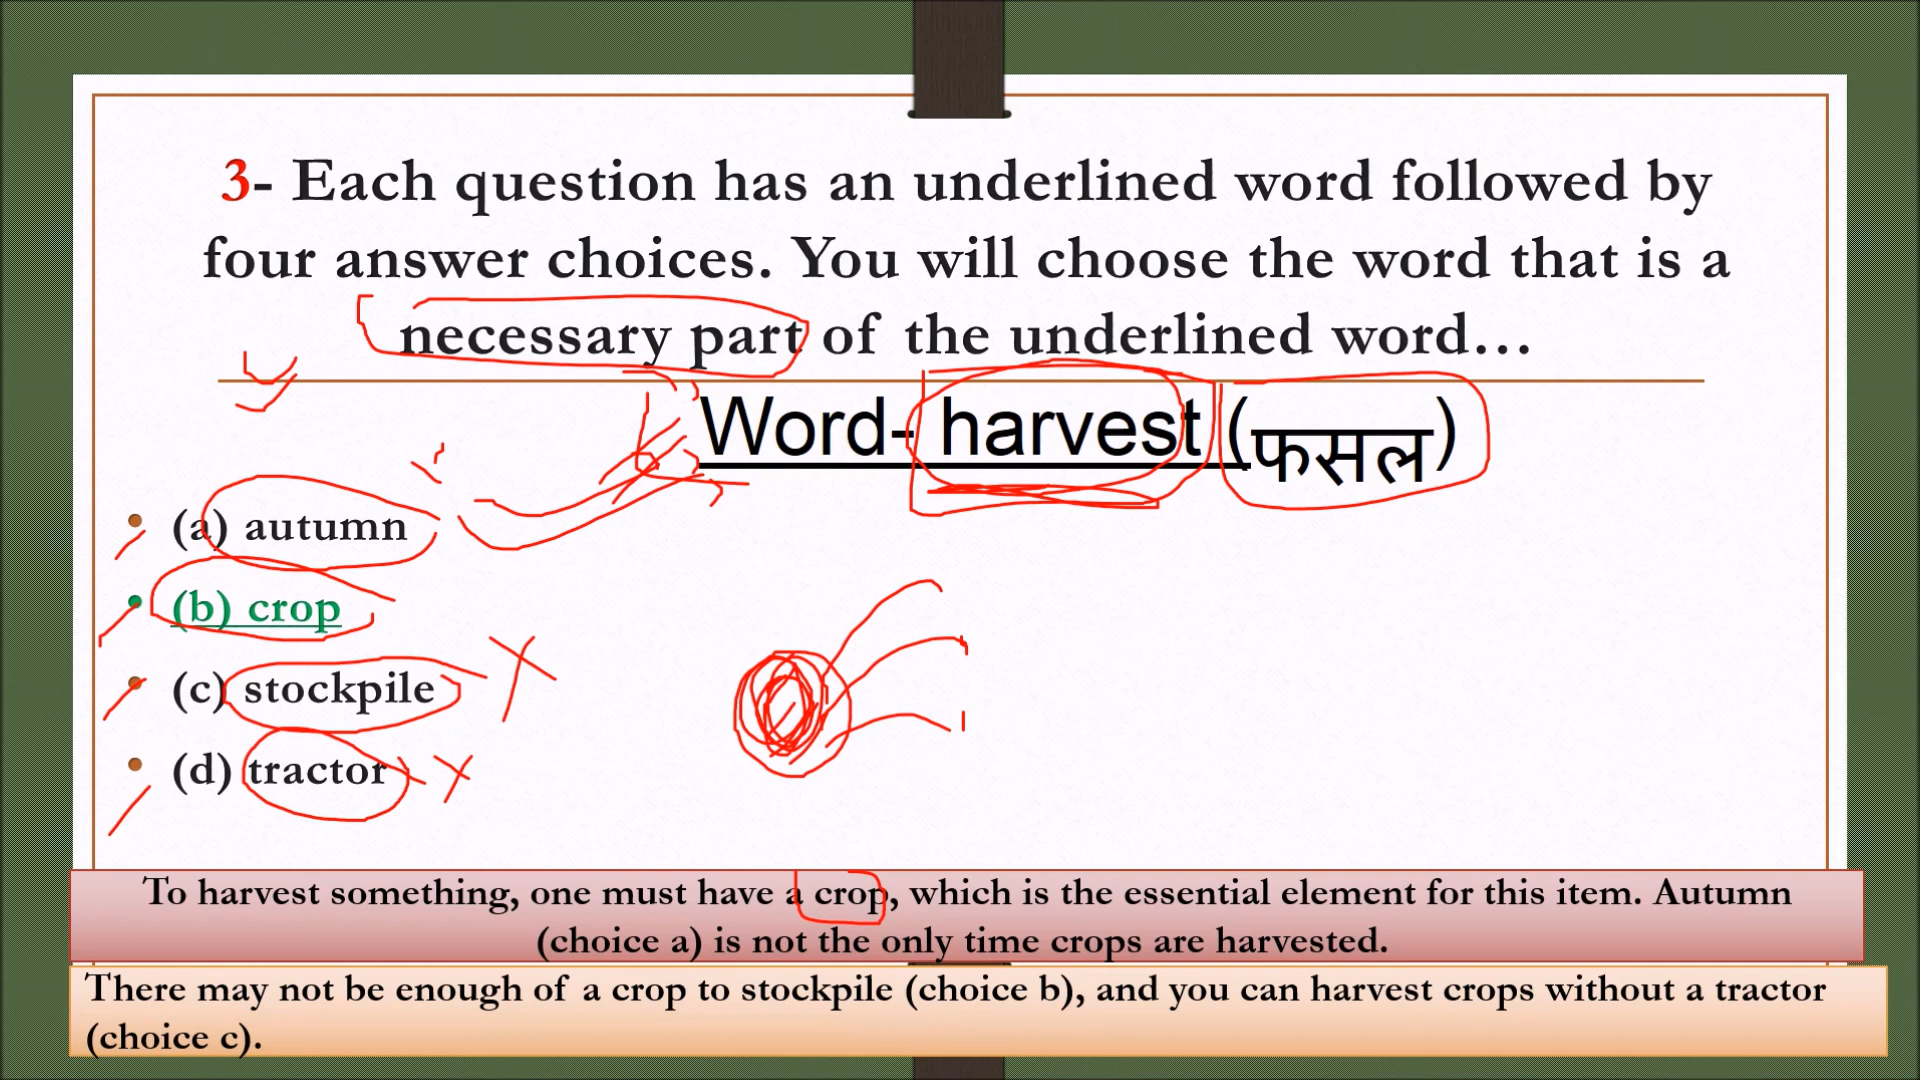 3- Each question has an underlined word followed by
four answer choices. You will choose the word that is a
necessary part of the underlined word…
Word- harvest (फसल)
• (a) autumn
• (b) crop
• (c) stockpile
• (d) tractor
To harvest something, one must have a crop, which is the essential element for this item. Autumn
(choice a) is not the only time crops are harvested.
There may not be enough of a crop to stockpile (choice b), and you can harvest crops without a tractor
(choice c).